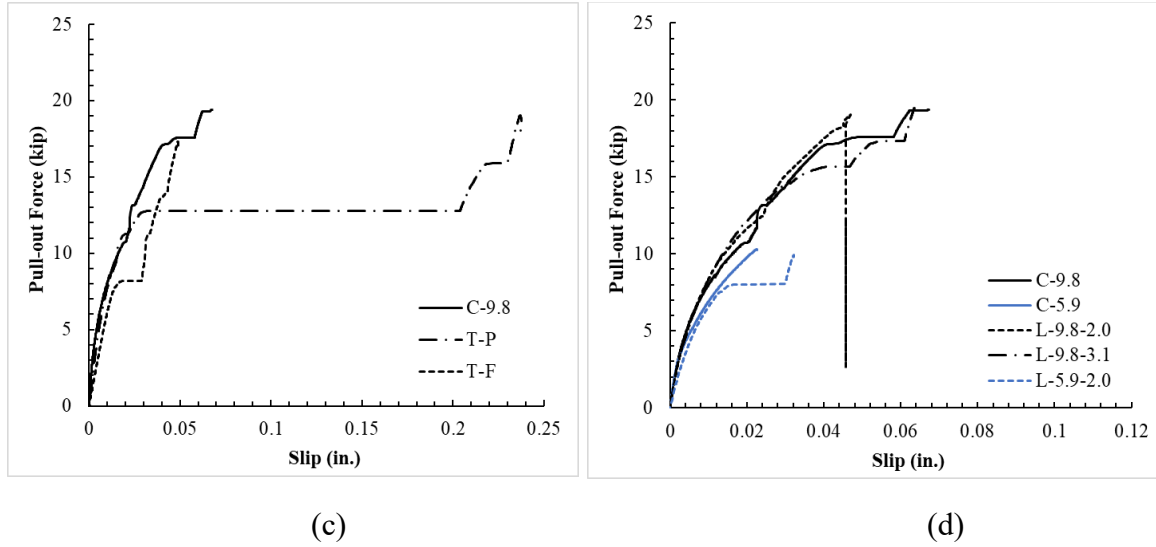 25
20
15
10
5
0
Pull-out Force (kip)
C-9.8
T-P
T-F
0 0.05 0.1 0.15 0.2 0.25
Slip (in.)
(c)
25
20
15
10
5
0
Pull-out Force (kip)
C-9.8
C-5.9
L-9.8-2.0
L-9.8-3.1
L-5.9-2.0
0 0.02 0.04 0.06 0.08 0.1 0.12
Slip (in.)
(d)